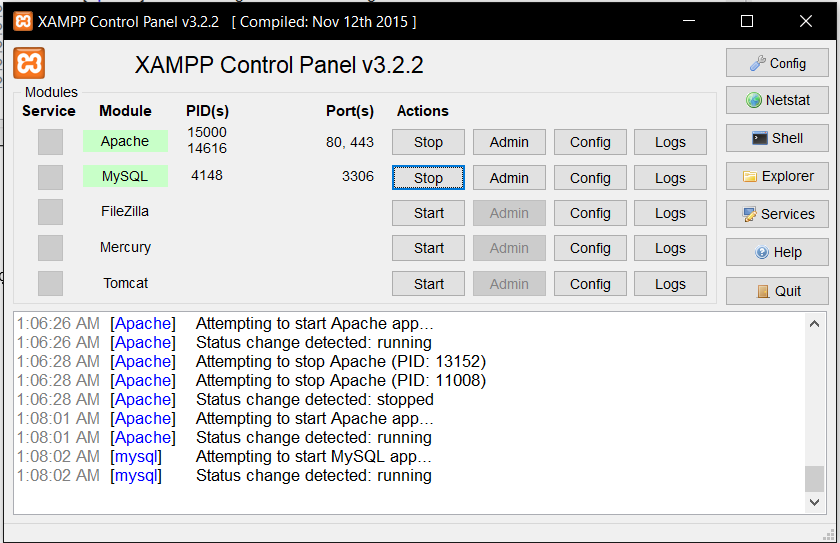 XAMPP Control Panel v3.2.2 [ Compiled: Nov 12th 2015 ]
XAMPP Control Panel v3.2.2
Config
Modules
Service Module PID(s) Port(s) Actions
Netstat
Apache 15000 14616 80, 443 Stop Admin Config Logs
Shell
MySQL 4148 3306 Stop Admin Config Logs
Explorer
FileZilla Start Admin Config Logs
Services
Mercury Start Admin Config Logs
Help
Tomcat Start Admin Config Logs
Quit
1:06:26 AM [Apache] Attempting to start Apache app...
1:06:26 AM [Apache] Status change detected: running
1:06:28 AM [Apache] Attempting to stop Apache (PID: 13152)
1:06:28 AM [Apache] Attempting to stop Apache (PID: 11008)
1:06:28 AM [Apache] Status change detected: stopped
1:08:01 AM [Apache] Attempting to start Apache app...
1:08:01 AM [Apache] Status change detected: running
1:08:02 AM [mysql] Attempting to start MySQL app...
1:08:02 AM [mysql] Status change detected: running